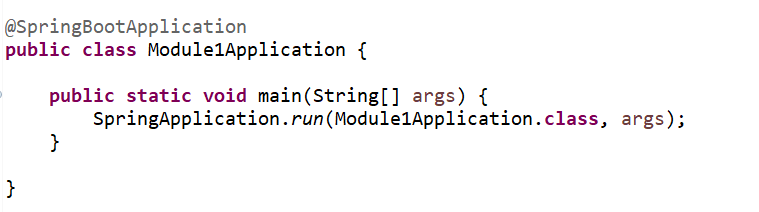 @SpringBootApplication
public class Module1Application {
public static void main(String[] args) {
SpringApplication.run(Module1Application.class, args);
}
}